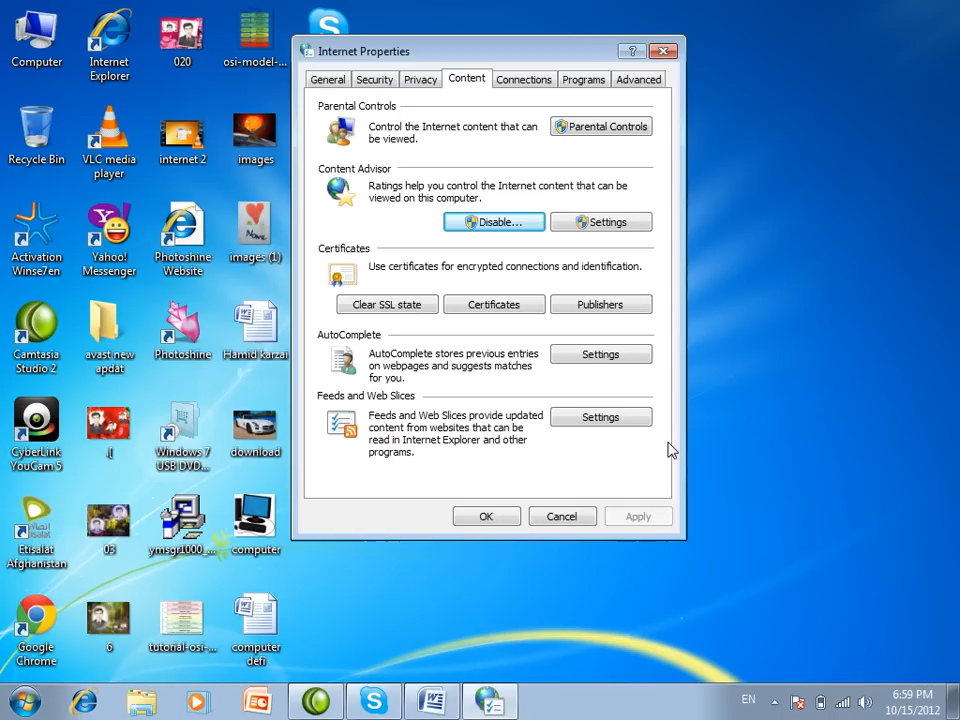 Computer
Internet Explorer
020
osi-model-...
Recycle Bin
VLC media player
internet 2
images
Activation Winse7en
Yahoo! Messenger
Photoshine Website
images (1)
Camtasia Studio 2
avast new apdat
Photoshine
Hamid karzai
CyberLink YouCam 5
Windows 7 USB DVD...
download
Etisalat Afghanistan
03
ymsgr1000_...
computer
Google Chrome
6
tutorial-osi-...
computer defi
Internet Properties
General
Security
Privacy
Content
Connections
Programs
Advanced
Parental Controls
Control the Internet content that can
be viewed.
Parental Controls
Content Advisor
Ratings help you control the Internet content that can be
viewed on this computer.
Disable...
Settings
Certificates
Use certificates for encrypted connections and identification.
Clear SSL state
Certificates
Publishers
AutoComplete
AutoComplete stores previous entries
on webpages and suggests matches
for you.
Settings
Feeds and Web Slices
Feeds and Web Slices provide updated
content from websites that can be
read in Internet Explorer and other
programs.
Settings
OK
Cancel
Apply
EN
6:59 PM
10/15/2012